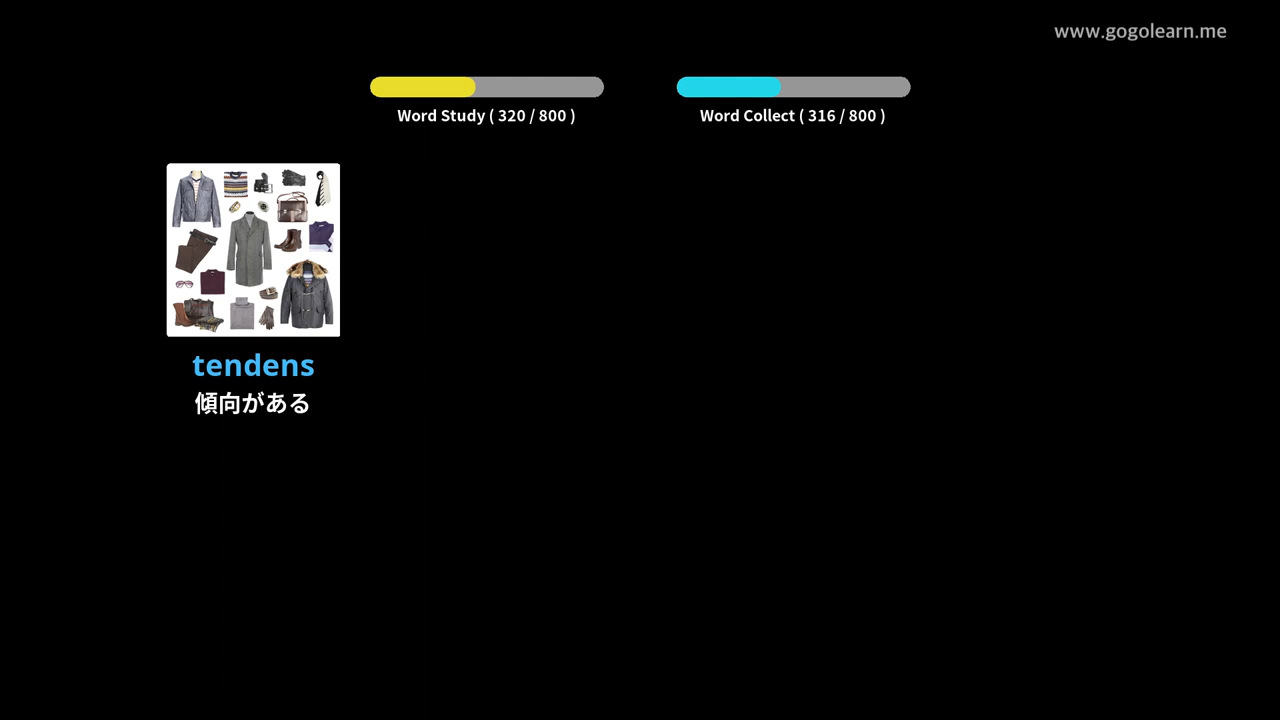 www.gogolearn.me
Word Study ( 320 / 800 )
Word Collect ( 316 / 800 )
tendens
傾向がある